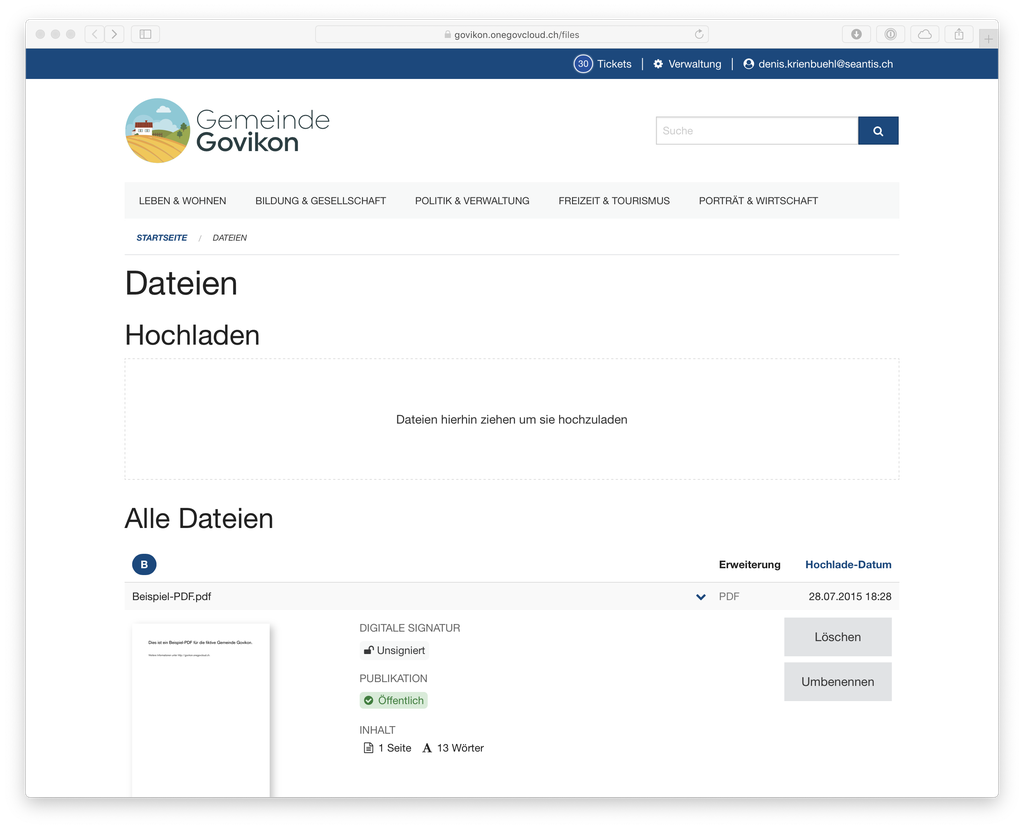 govikon.onegovcloud.ch/files
30 Tickets | Verwaltung | denis.krienbuehl@seantis.ch
Gemeinde
Govikon
Suche
LEBEN & WOHNEN BILDUNG & GESELLSCHAFT POLITIK & VERWALTUNG FREIZEIT & TOURISMUS PORTRÄT & WIRTSCHAFT
STARTSEITE / DATEIEN
Dateien
Hochladen
Dateien hierhin ziehen um sie hochzuladen
Alle Dateien
B Erweiterung Hochlade-Datum
Beispiel-PDF.pdf PDF 28.07.2015 18:28
Dies ist ein Beispiel-PDF für die fiktive Gemeinde Govikon.
DIGITALE SIGNATUR
Unsigniert
PUBLIKATION
Öffentlich
INHALT
1 Seite A 13 Wörter
Löschen
Umbenennen